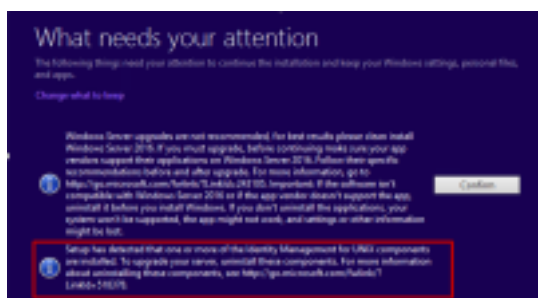 What needs your attention
The following things need your attention to continue the installation and keep your Windows settings, personal files,
and apps.
Change what to keep
Windows Server upgrades are not recommended, for best results please clean install
Windows Server 2016. If you must upgrade, before continuing make sure your app
vendors support their applications on Windows Server 2016. Follow their specific
recommendations before and after upgrade. For more information, go to
Important: If the software isn't
compatible with Windows Server 2016 or if the app vendor doesn't support the app,
uninstall it before you install Windows. If you don't uninstall the applications, your
system won't be supported, the app might not work, and settings or other information
might be lost.
Confirm
Setup has detected that one or more of the Identity Management for UNIX components
are installed. To upgrade your server, uninstall these components. For more information
about uninstalling these components, see http://go.microsoft.com/fwlink/?